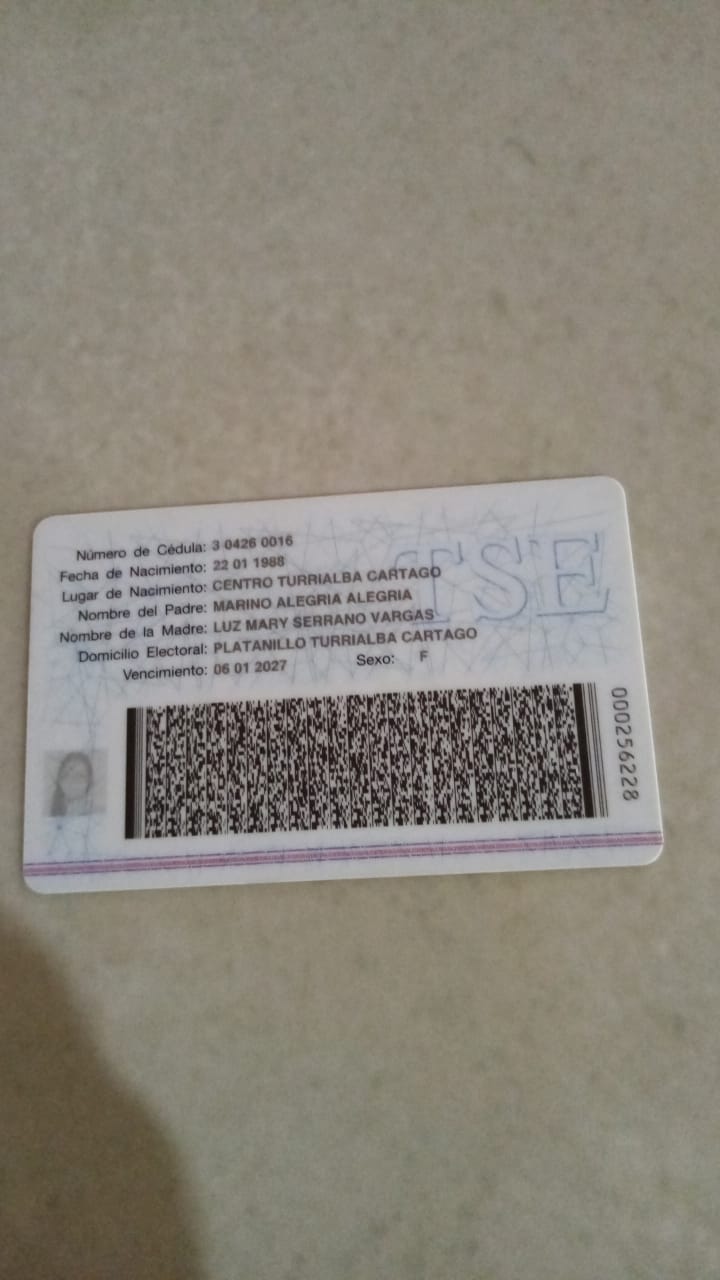 Número de Cédula: 3 0426 0016
Fecha de Nacimiento: 22 01 1988
Lugar de Nacimiento: CENTRO TURRIALBA CARTAGO
Nombre del Padre: MARINO ALEGRIA ALEGRIA
Nombre de la Madre: LUZ MARY SERRANO VARGAS
Domicilio Electoral: PLATANILLO TURRIALBA CARTAGO
Vencimiento: 06 01 2027 Sexo: F
TSE
000256228